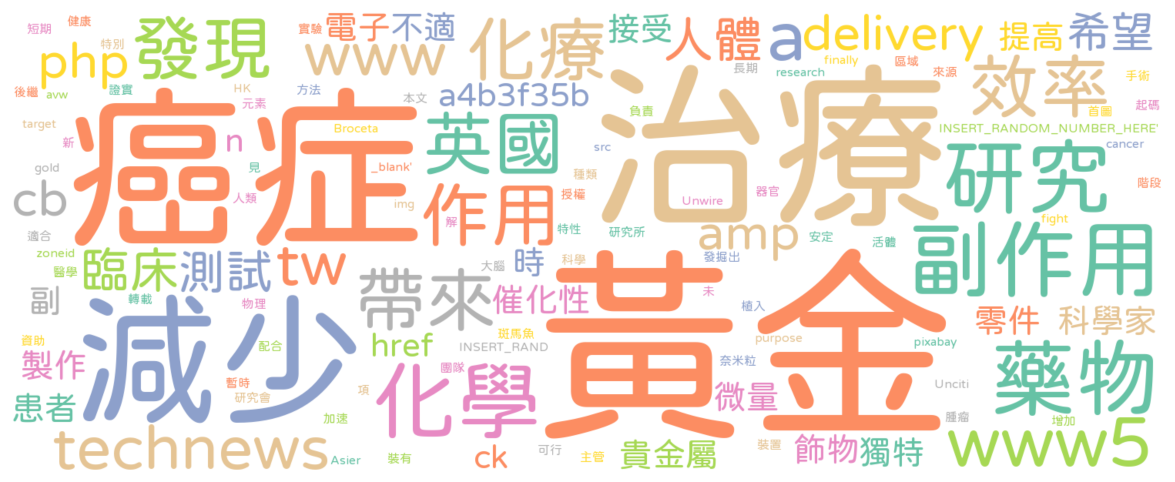 短期 健康 特別 php 發現 實驗 電子 不適 www 化療 接受 人體 a delivery 提高 希望
後繼 avw 證實 HK 元素 方法 本文 a4b3f35b 長期 research finally 區域 來源 效率 手術 首圖 起碼
target 新 癌症 n Broceta 英國 負責 src 治療 INSERT_RANDOM_NUMBER_HERE' cancer
gold 見 _blank' 種類 研究 階段
cb 人類 img 作用 授權 Unwire 器官 fight
適合 解 特性 研究所 amp 安定 活體 副作用
zoneid 醫學 臨床 測試 tw 大腦 時 科學 發掘出
副 轉載 物理 帶來 催化性 黃金 未 植入 零件 科學家
資助 減少 配合 href 斑馬魚 INSERT_RAND purpose pixabay
製作 暫時 研究會 項 化學 團隊 奈米粒 微量 Unciti 藥物
患者 加速 腫瘤 增加
technews Asier 裝有 ck 可行 主管 貴金屬 裝置 飾物 獨特 www5